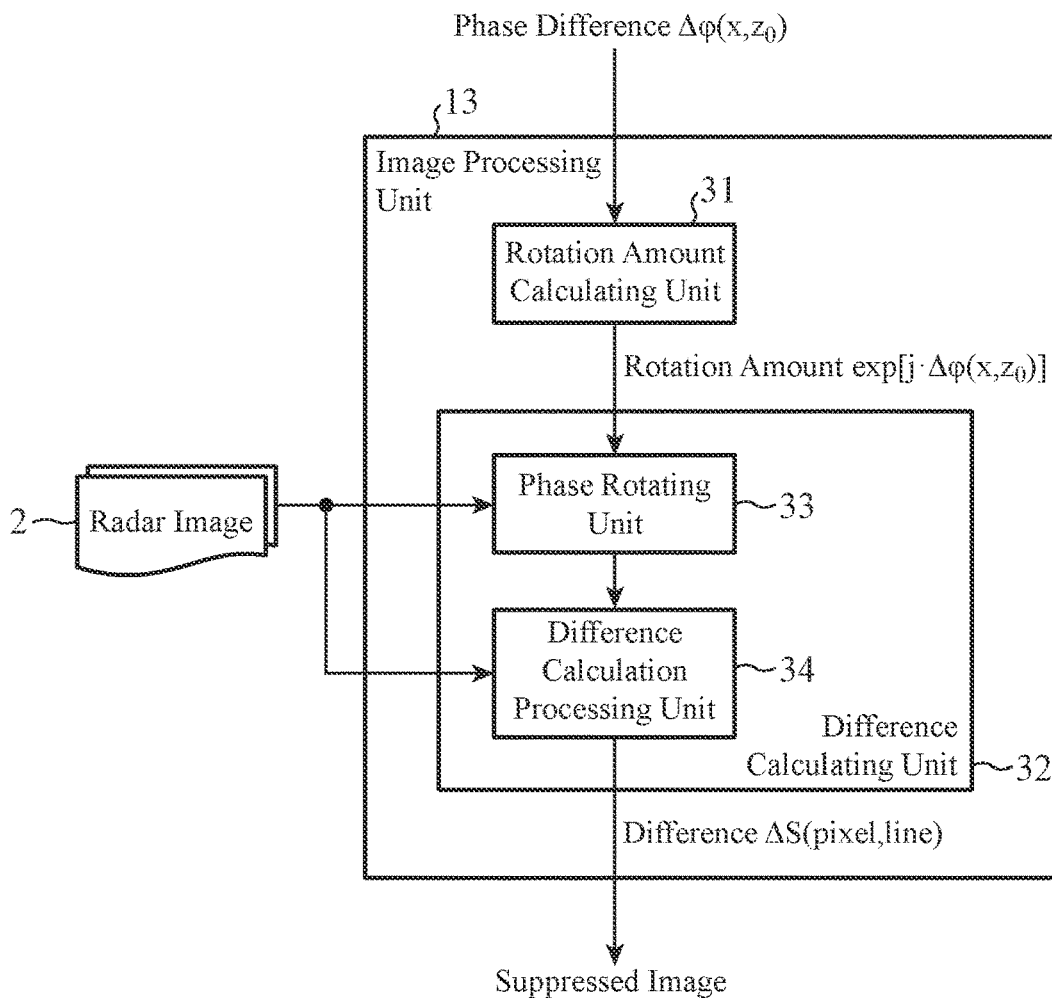 Phase Difference Δφ(x,z₀)
13
Image Processing
Unit
31
Rotation Amount
Calculating Unit
Rotation Amount exp[j·Δφ(x,z₀)]
2
Radar Image
Phase Rotating
Unit
33
Difference
Calculation
Processing Unit
34
Difference
Calculating Unit
32
Difference ΔS(pixel,line)
Suppressed Image